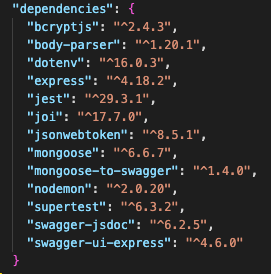 "dependencies": {
"bcryptjs": "^2.4.3",
"body-parser": "^1.20.1",
"dotenv": "^16.0.3",
"express": "^4.18.2",
"jest": "^29.3.1",
"joi": "^17.7.0",
"jsonwebtoken": "^8.5.1",
"mongoose": "^6.6.7",
"mongoose-to-swagger": "^1.4.0",
"nodemon": "^2.0.20",
"supertest": "^6.3.2",
"swagger-jsdoc": "^6.2.5",
"swagger-ui-express": "^4.6.0"
}